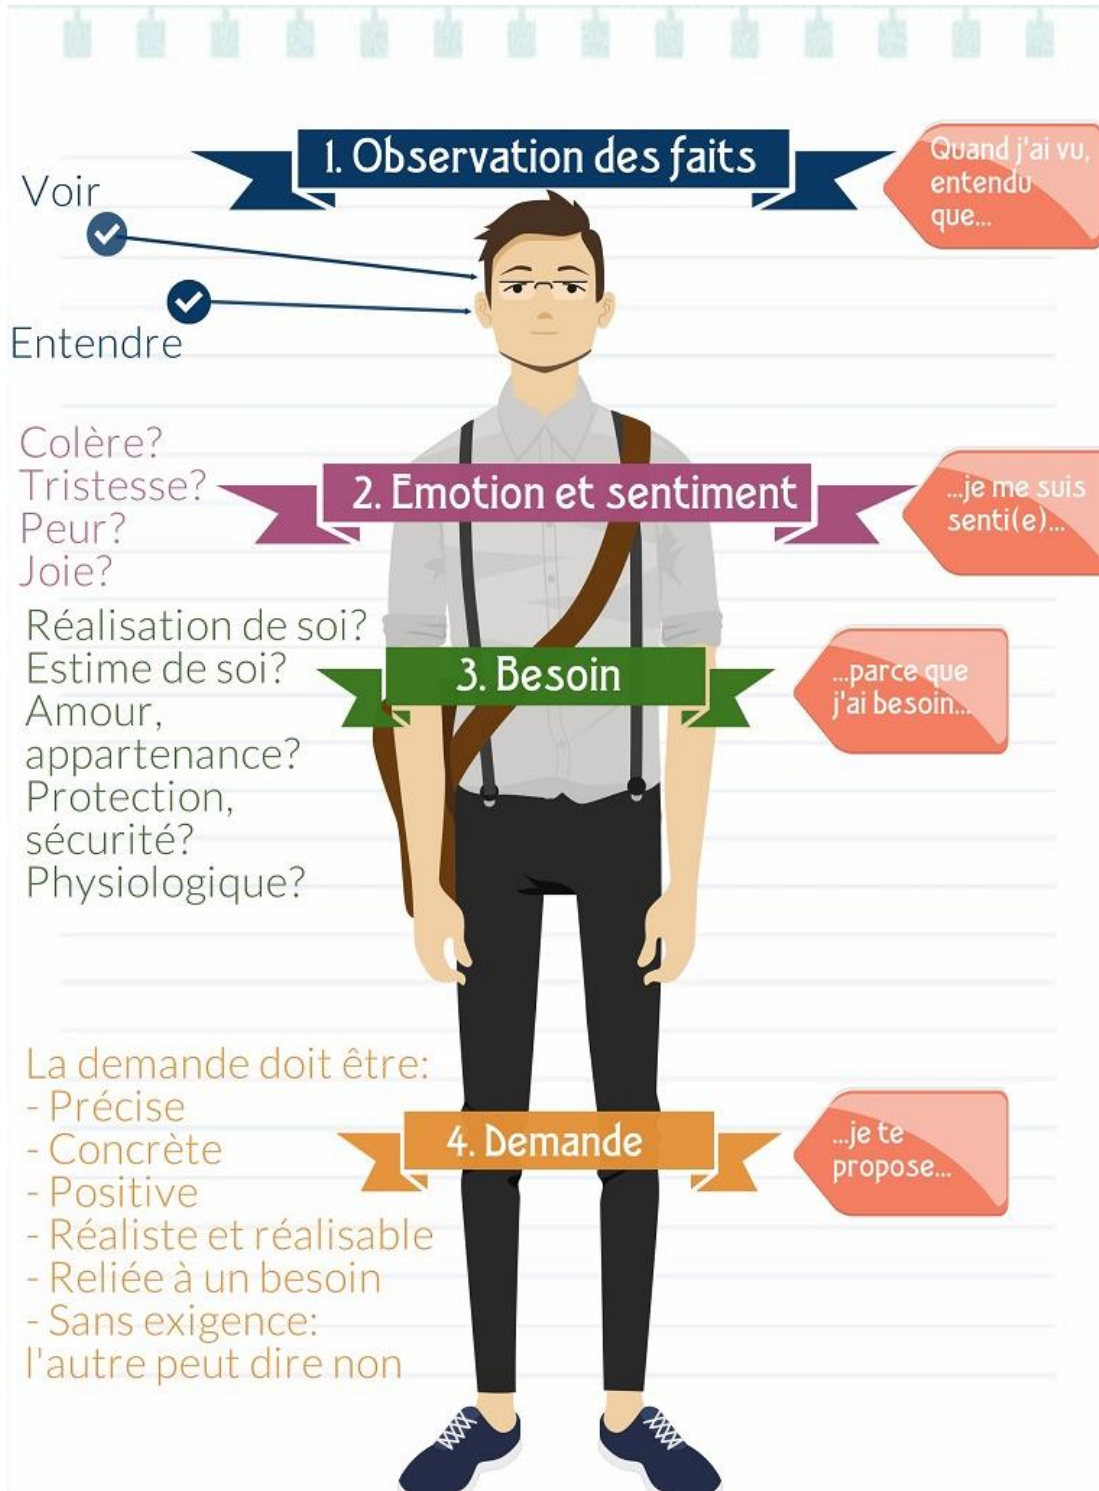 1. Observation des faits
Quand j'ai vu,
entendu
que...
Voir
Entendre
Colère?
Tristesse?
Peur?
Joie?
2. Emotion et sentiment
...je me suis
senti(e)...
Réalisation de soi?
Estime de soi?
Amour,
appartenance?
Protection,
sécurité?
Physiologique?
3. Besoin
...parce que
j'ai besoin...
La demande doit être:
- Précise
- Concrète
- Positive
- Réaliste et réalisable
- Reliée à un besoin
- Sans exigence:
l'autre peut dire non
4. Demande
...je te
propose...